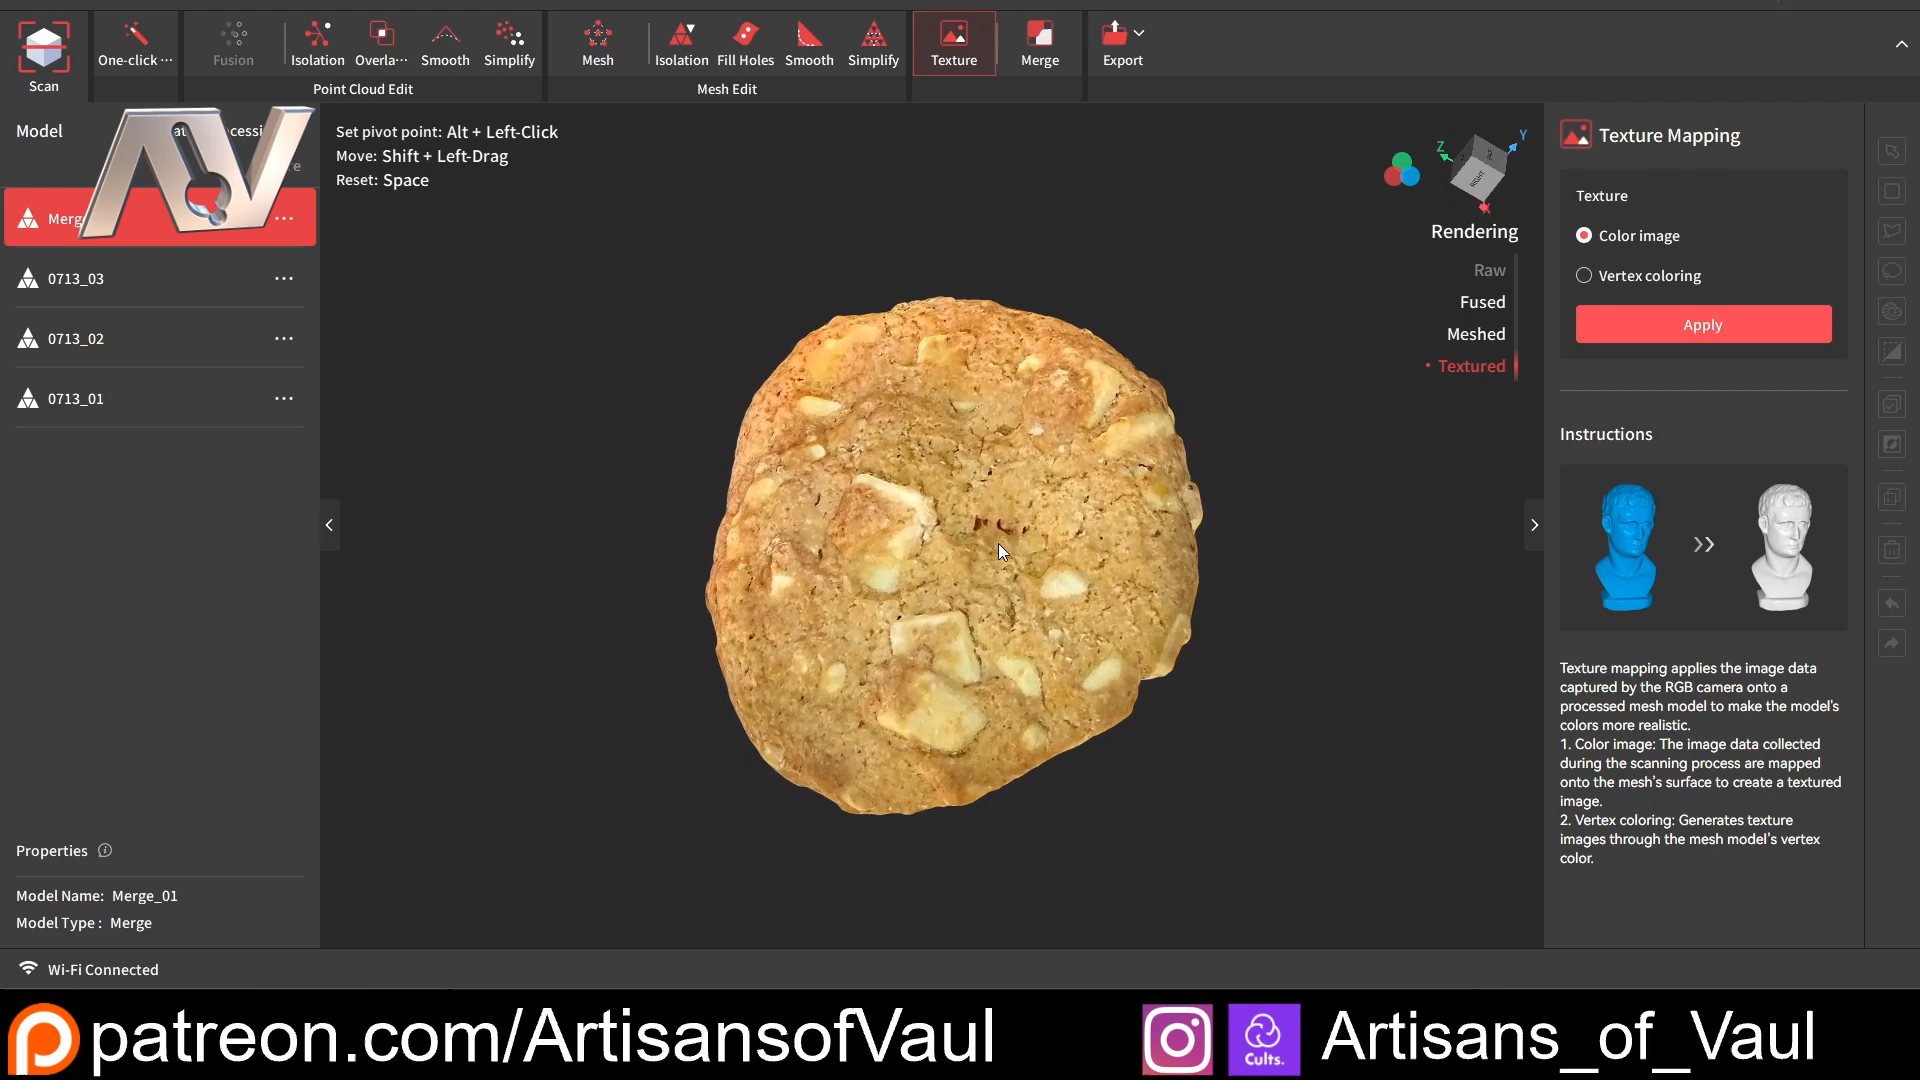 Scan
One-click ···
Fusion
Isolation
Overla···
Smooth
Simplify
Point Cloud Edit
Mesh
Isolation
Fill Holes
Smooth
Simplify
Mesh Edit
Texture
Merge
Export
Model
AV
Merg
0713_03
0713_02
0713_01
Properties
Model Name: Merge_01
Model Type : Merge
Wi-Fi Connected
Set pivot point: Alt + Left-Click
Move: Shift + Left-Drag
Reset: Space
Z
Y
X
RIGHT
Rendering
Raw
Fused
Meshed
Textured
Texture Mapping
Texture
Color image
Vertex coloring
Apply
Instructions
Texture mapping applies the image data
captured by the RGB camera onto a
processed mesh model to make the model's
colors more realistic.
1. Color image: The image data collected
during the scanning process are mapped
onto the mesh's surface to create a textured
image.
2. Vertex coloring: Generates texture
images through the mesh model's vertex
color.
patreon.com/ArtisansofVaul
Cults.
Artisans_of_Vaul